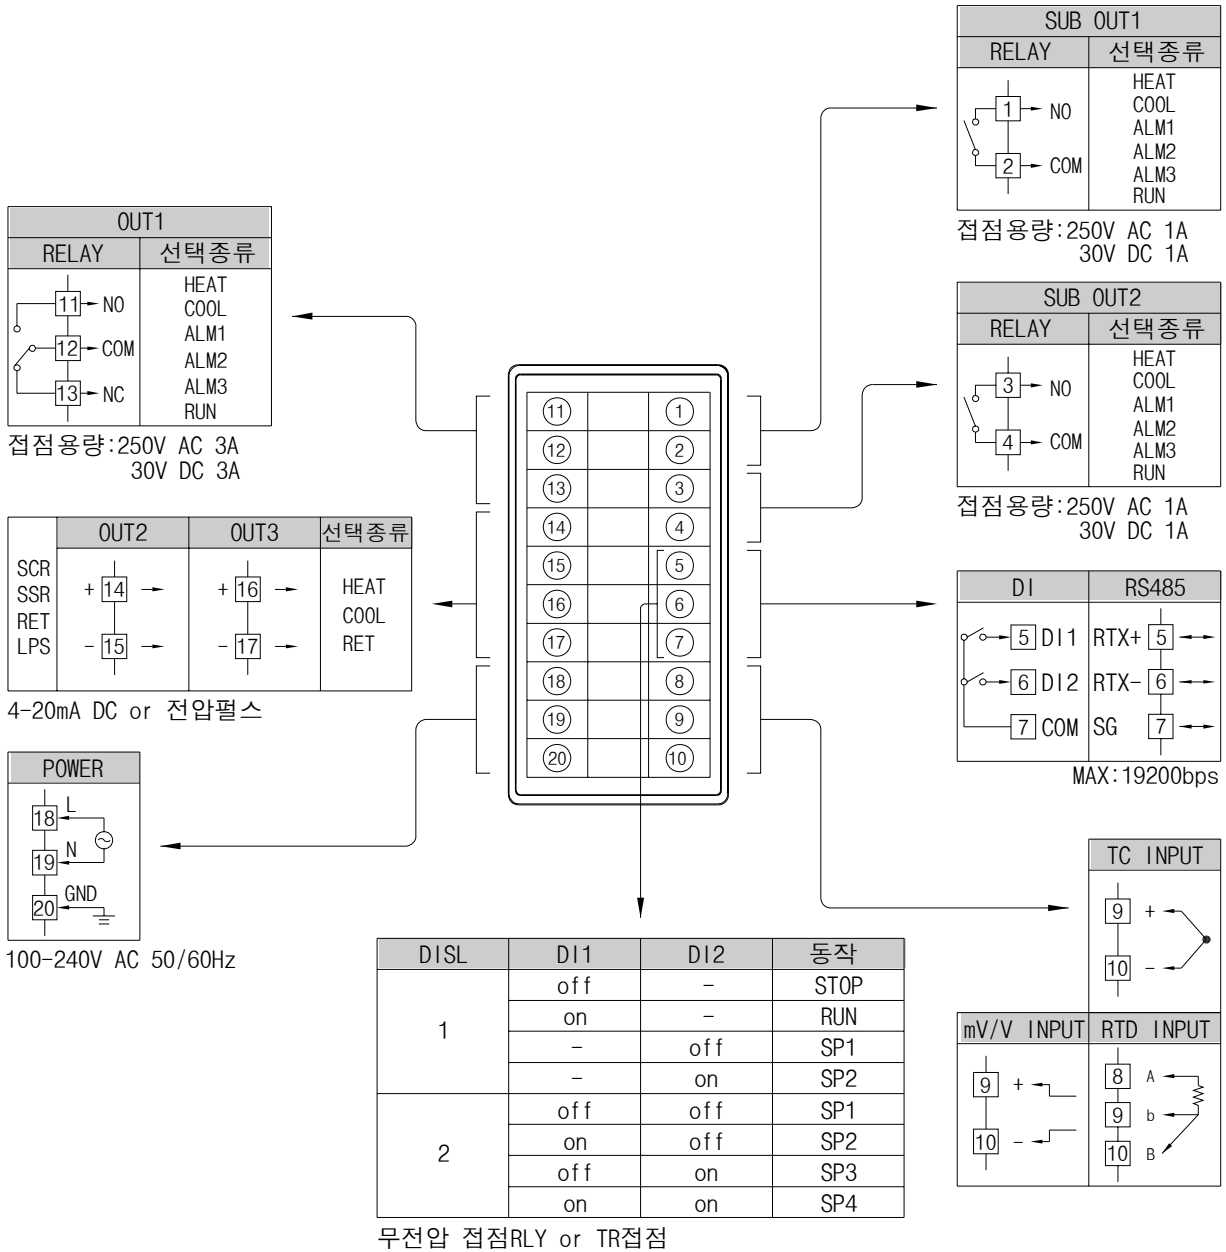 SUB OUT1
RELAY 선택종류
1 NO
2 COM
HEAT
COOL
ALM1
ALM2
ALM3
RUN
접점용량:250V AC 1A
30V DC 1A
OUT1
RELAY 선택종류
11 NO
12 COM
13 NC
HEAT
COOL
ALM1
ALM2
ALM3
RUN
접점용량:250V AC 3A
30V DC 3A
SUB OUT2
RELAY 선택종류
3 NO
4 COM
HEAT
COOL
ALM1
ALM2
ALM3
RUN
접점용량:250V AC 1A
30V DC 1A
11 1
12 2
13 3
14 4
15 5
16 6
17 7
18 8
19 9
20 10
OUT2 OUT3 선택종류
SCR
SSR
RET
LPS
+ 14 + 16
- 15 - 17
HEAT
COOL
RET
4-20mA DC or 전압펄스
DI RS485
5 DI1 RTX+ 5
6 DI2 RTX- 6
7 COM SG 7
MAX:19200bps
POWER
18 L
19 N
20 GND
100-240V AC 50/60Hz
TC INPUT
9 +
10 -
mV/V INPUT RTD INPUT
9 +
10 -
8 A
9 b
10 B
DISL DI1 DI2 동작
1
off - STOP
on - RUN
- off SP1
- on SP2
2
off off SP1
on off SP2
off on SP3
on on SP4
무전압 접점RLY or TR접점